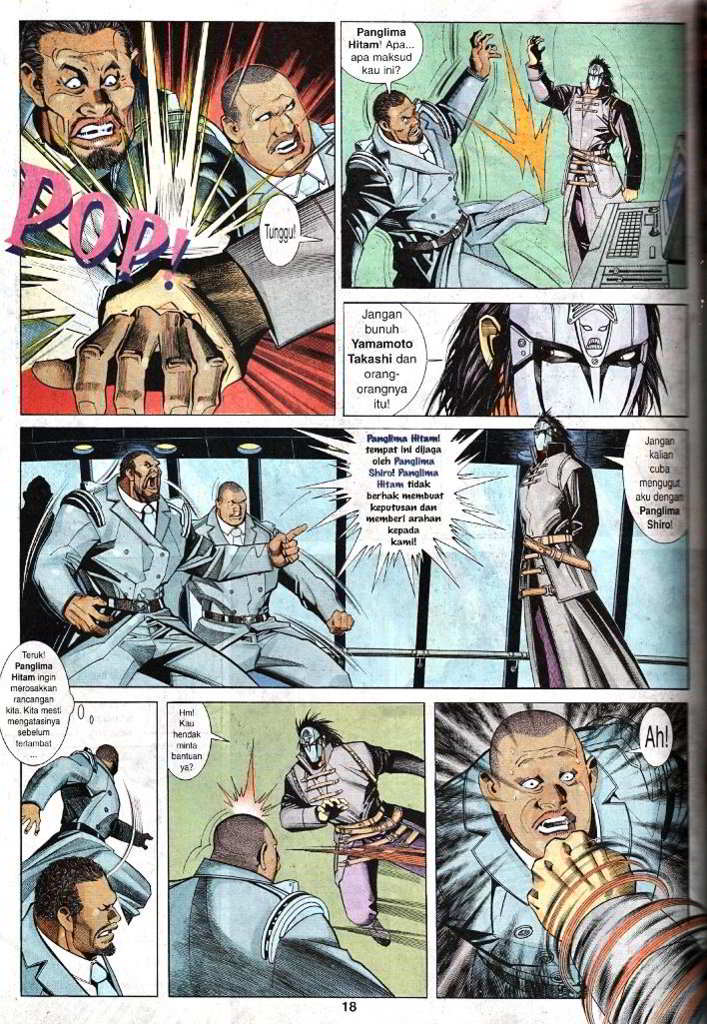 POP!
Tunggu!
Panglima
Hitam! Apa...
apa maksud
kau ini?
Jangan
bunuh
Yamamoto
Takashi dan
orang-
orangnya
itu!
Panglima Hitam!
tempat ini dijaga
oleh Panglima
Shiro! Panglima
Hitam tidak
berhak membuat
keputusan dan
memberi arahan
kepada
kami!
Jangan
kalian
cuba
mengugut
aku dengan
Panglima
Shiro!
Teruk!
Panglima
Hitam ingin
merosakkan
rancangan
kita. Kita mesti
mengatasinya
sebelum
terlambat
...
Hm!
Kau
hendak
minta
bantuan
ya?
Ah!
18